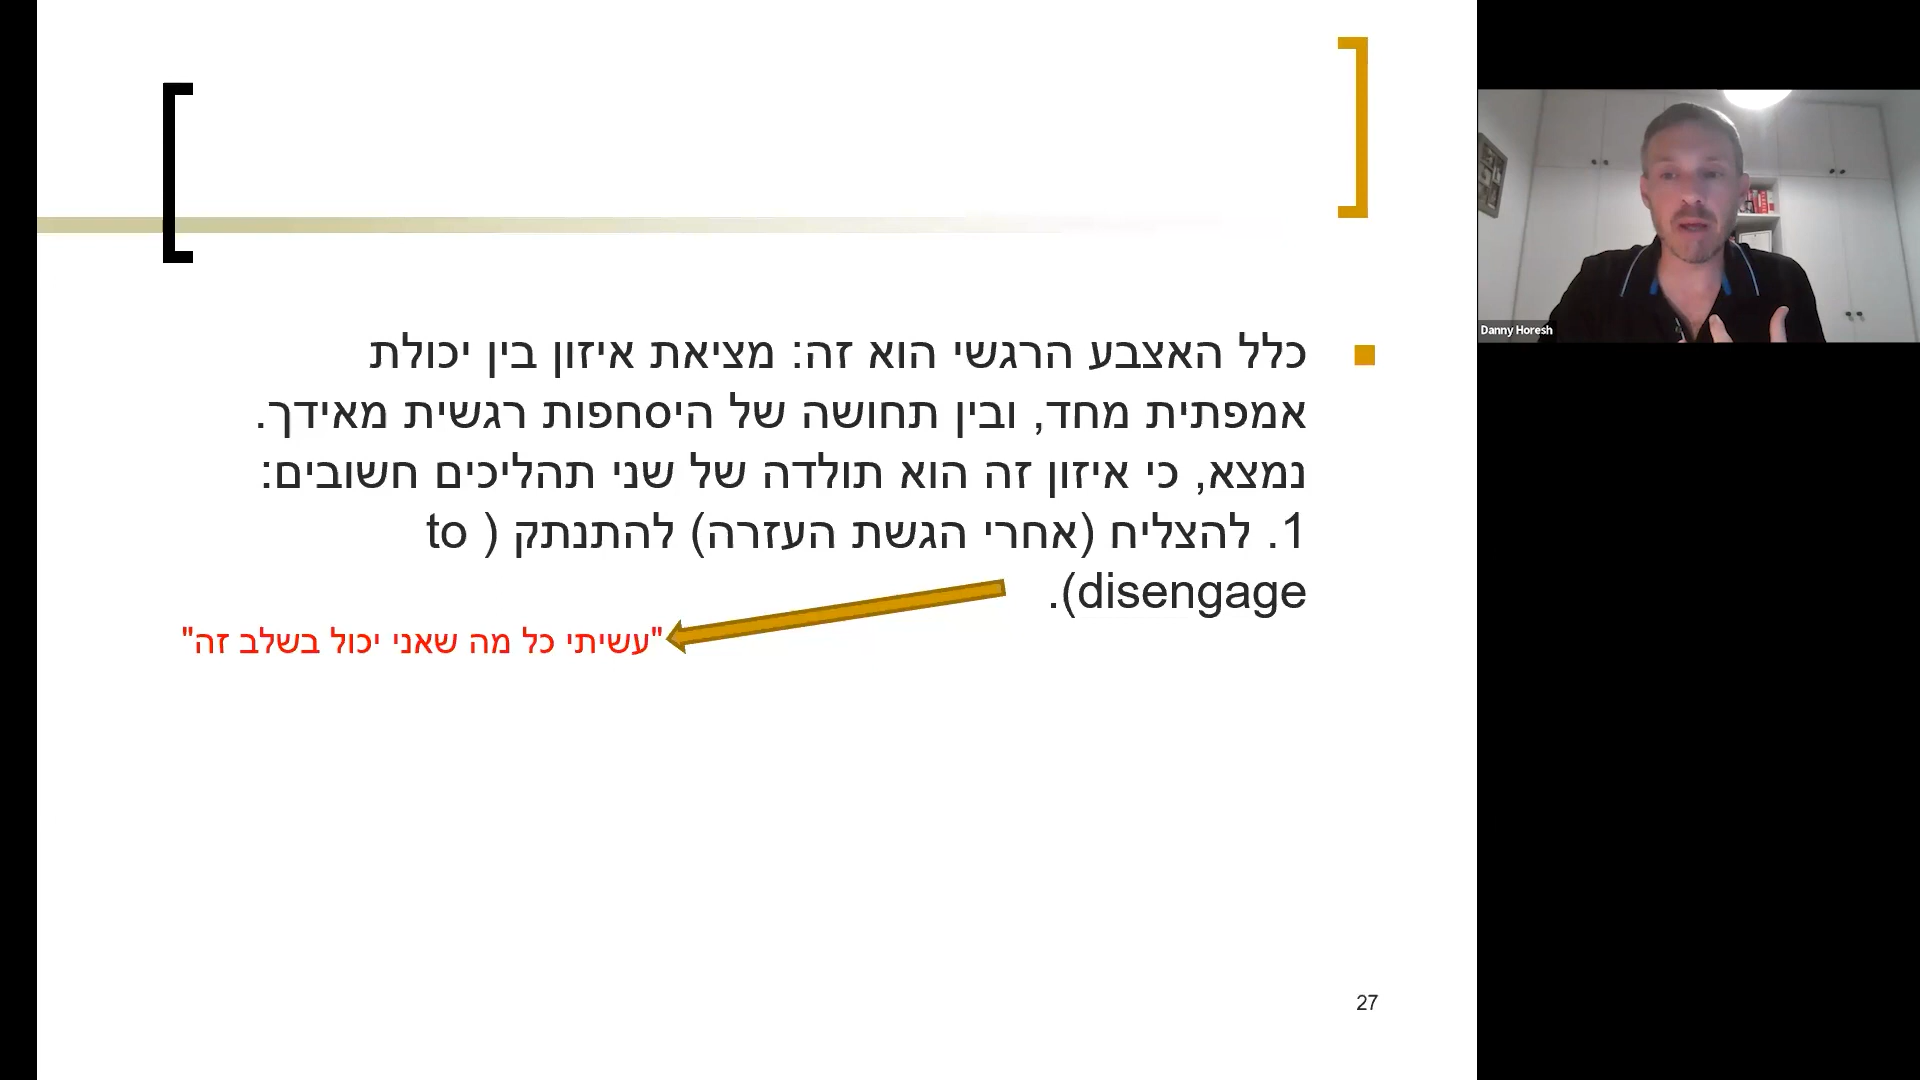 כלל האצבע הרגשי הוא זה: מציאת איזון בין יכולת
אמפתית מחד, ובין תחושה של היסחפות רגשית מאידך.
נמצא, כי איזון זה הוא תולדה של שני תהליכים חשובים:
1. להצליח (אחרי הגשת העזרה) להתנתק (to
disengage).
"עשיתי כל מה שאני יכול בשלב זה"
27
Danny Horesh